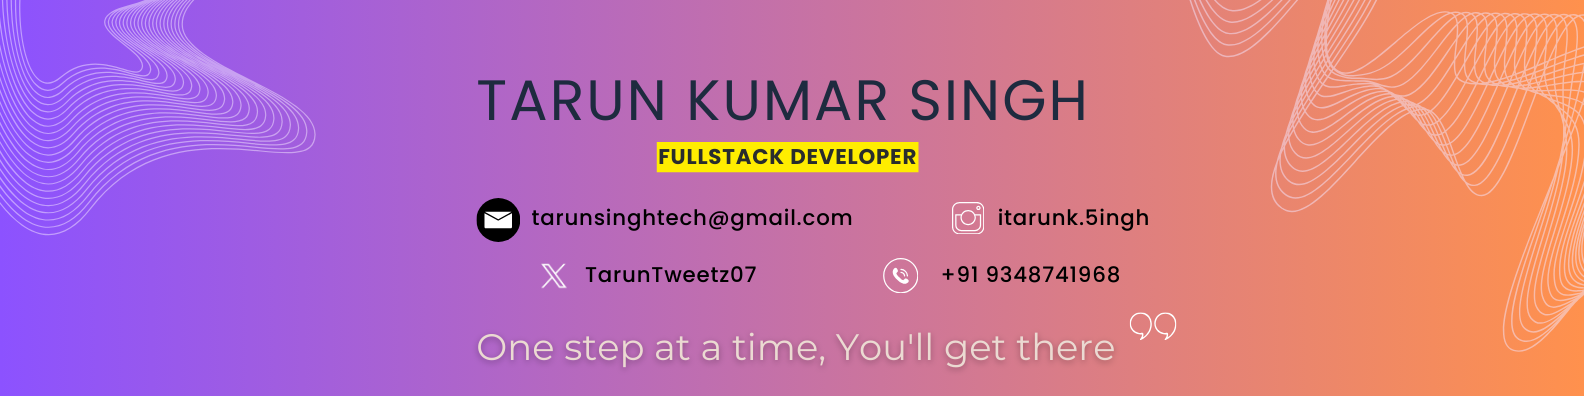 TARUN KUMAR SINGH
FULLSTACK DEVELOPER
tarunsinghtech@gmail.com itarunk.5ingh
TarunTweetz07 +91 9348741968
One step at a time, You'll get there